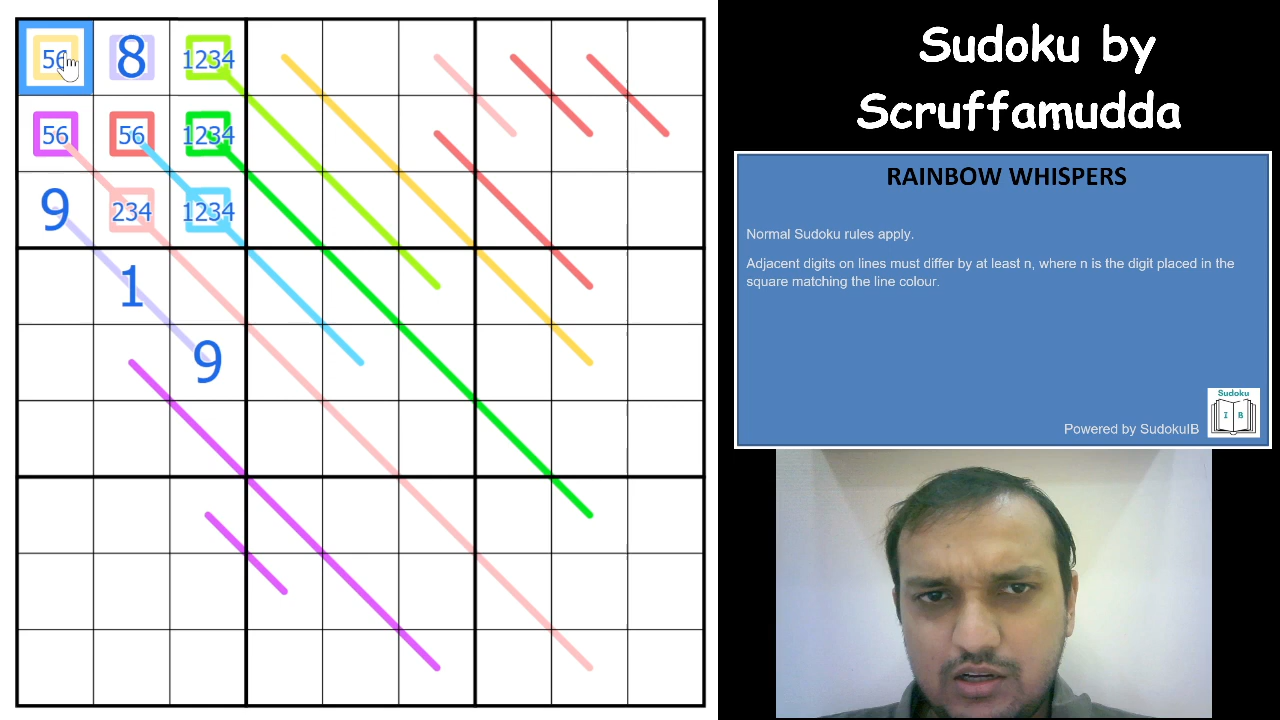 Sudoku by
Scruffamudda
RAINBOW WHISPERS
Normal Sudoku rules apply.
Adjacent digits on lines must differ by at least n, where n is the digit placed in the
square matching the line colour.
Sudoku
I B
Powered by SudokuIB
56 8 1234
56 56 1234
9 234 1234
1
9